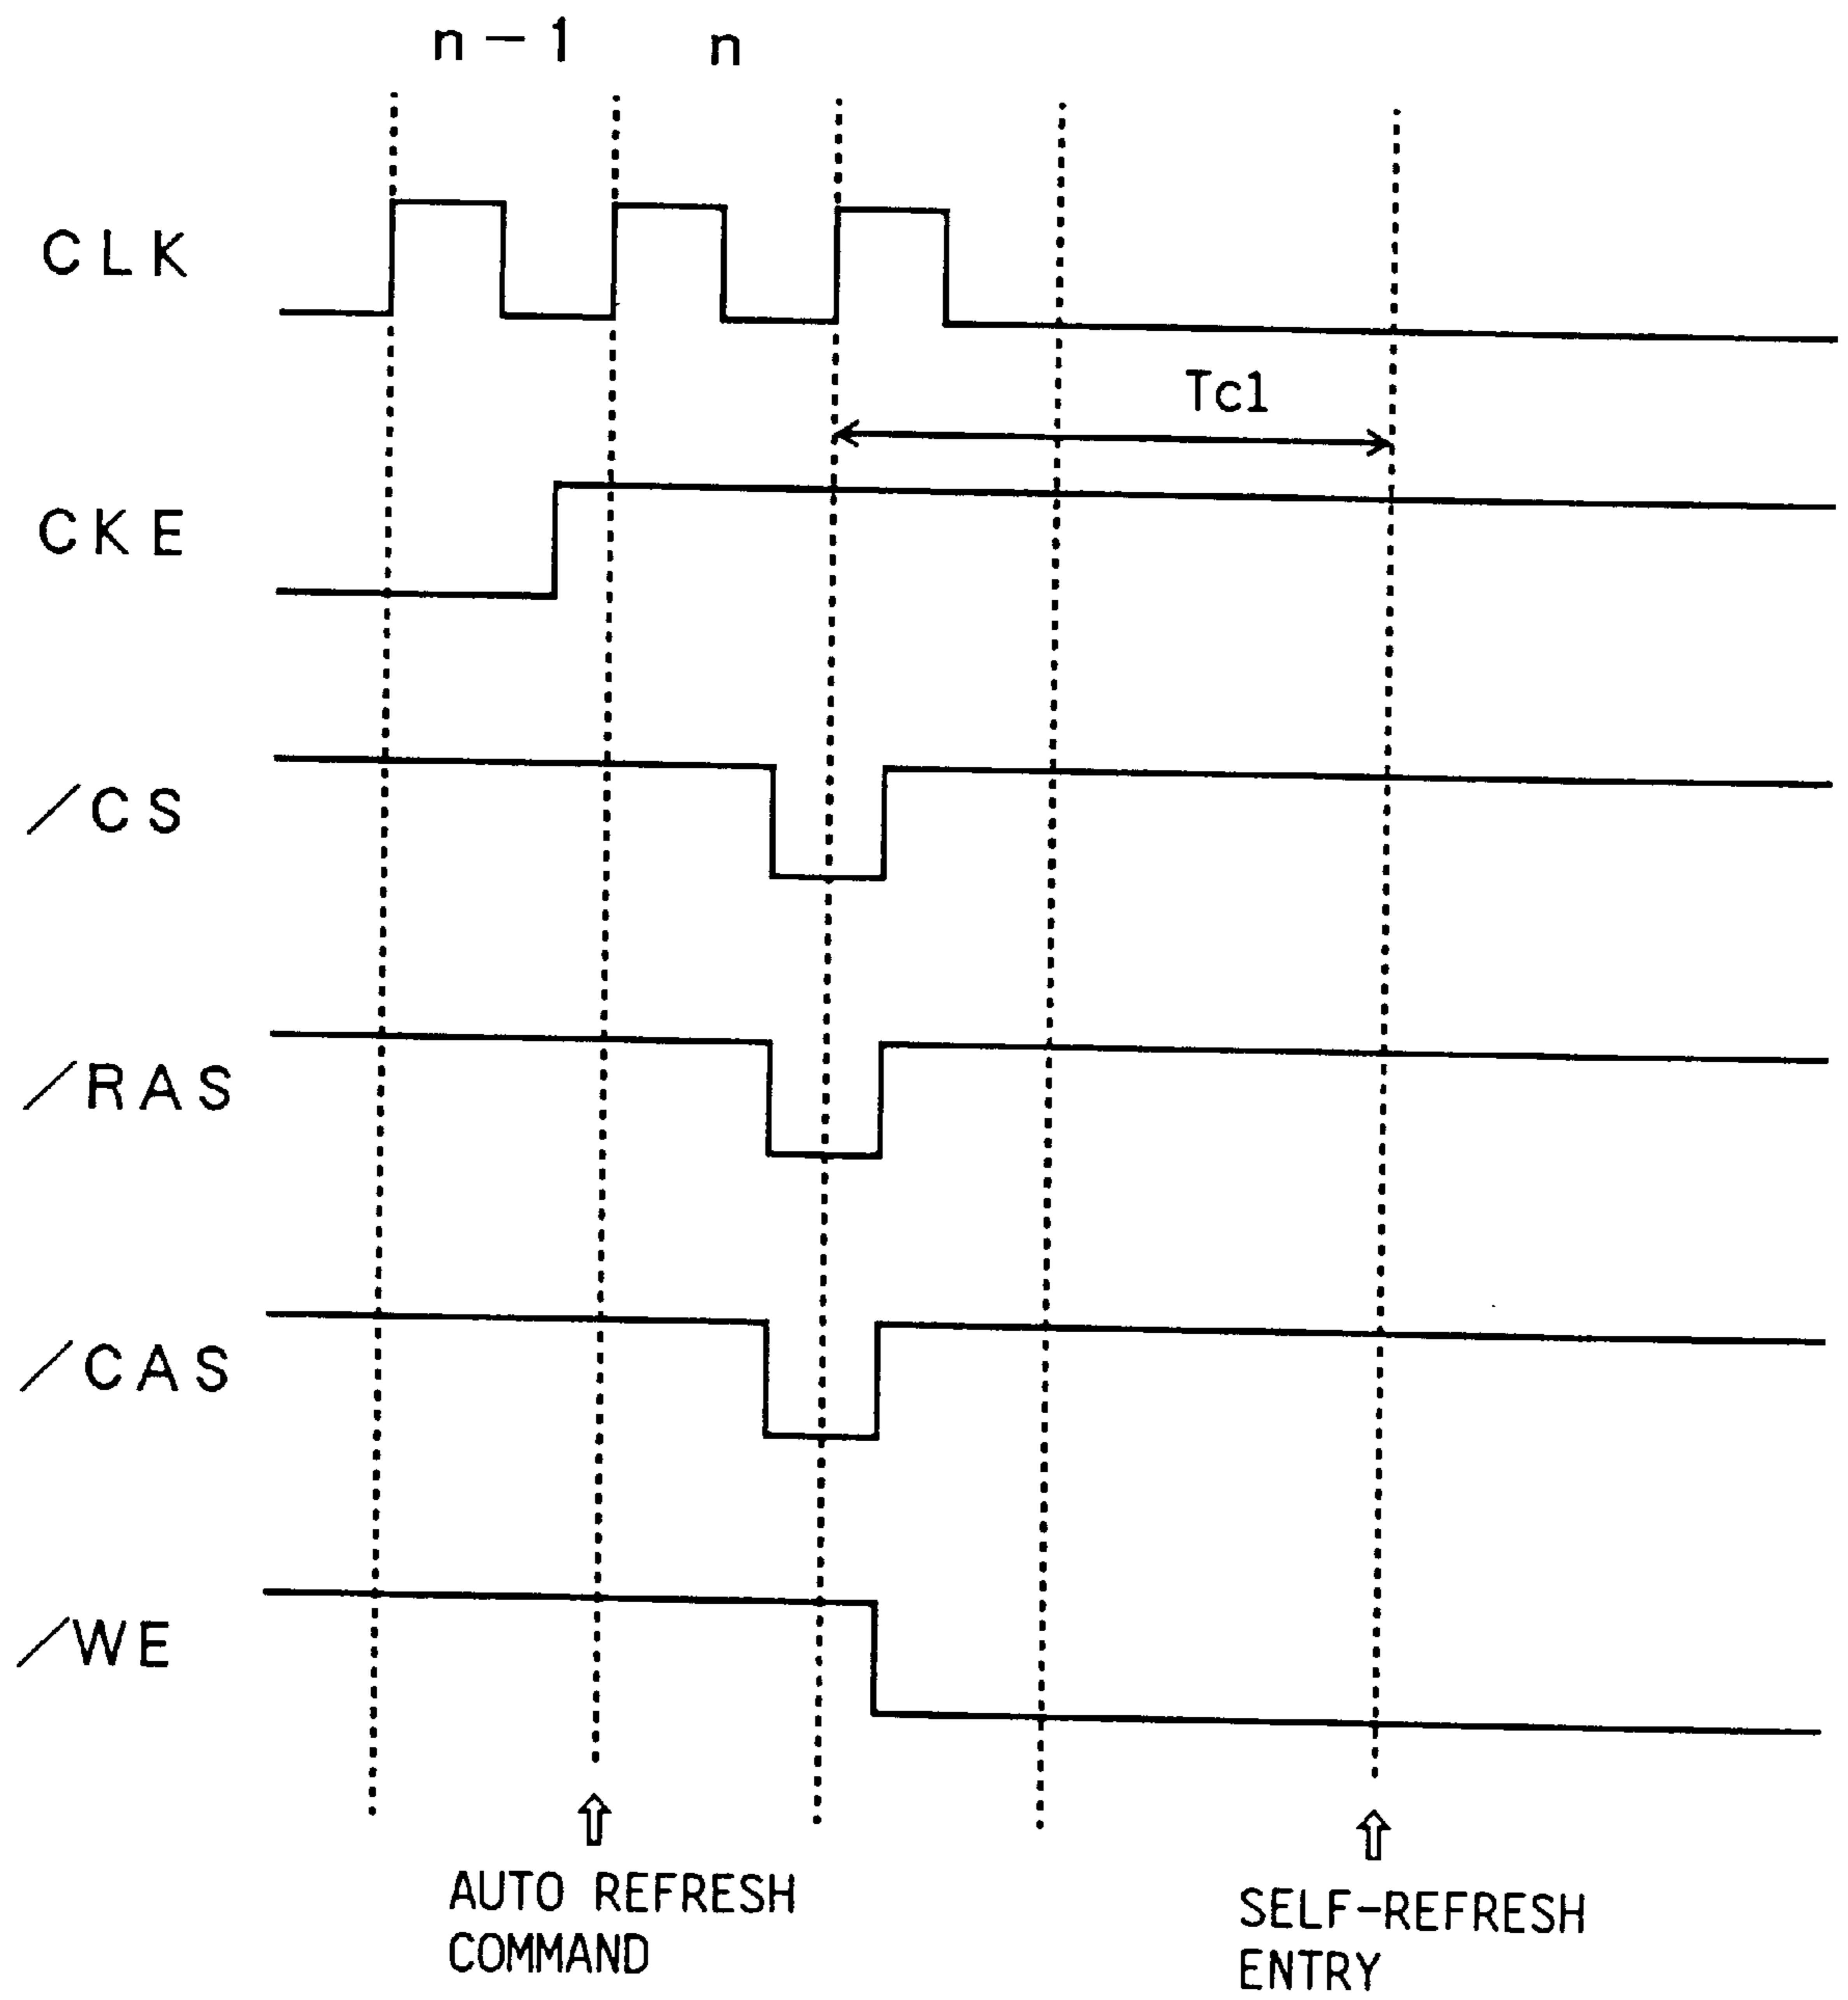 n-1 n
CLK
Tc1
CKE
/CS
/RAS
/CAS
/WE
AUTO REFRESH
COMMAND
SELF-REFRESH
ENTRY